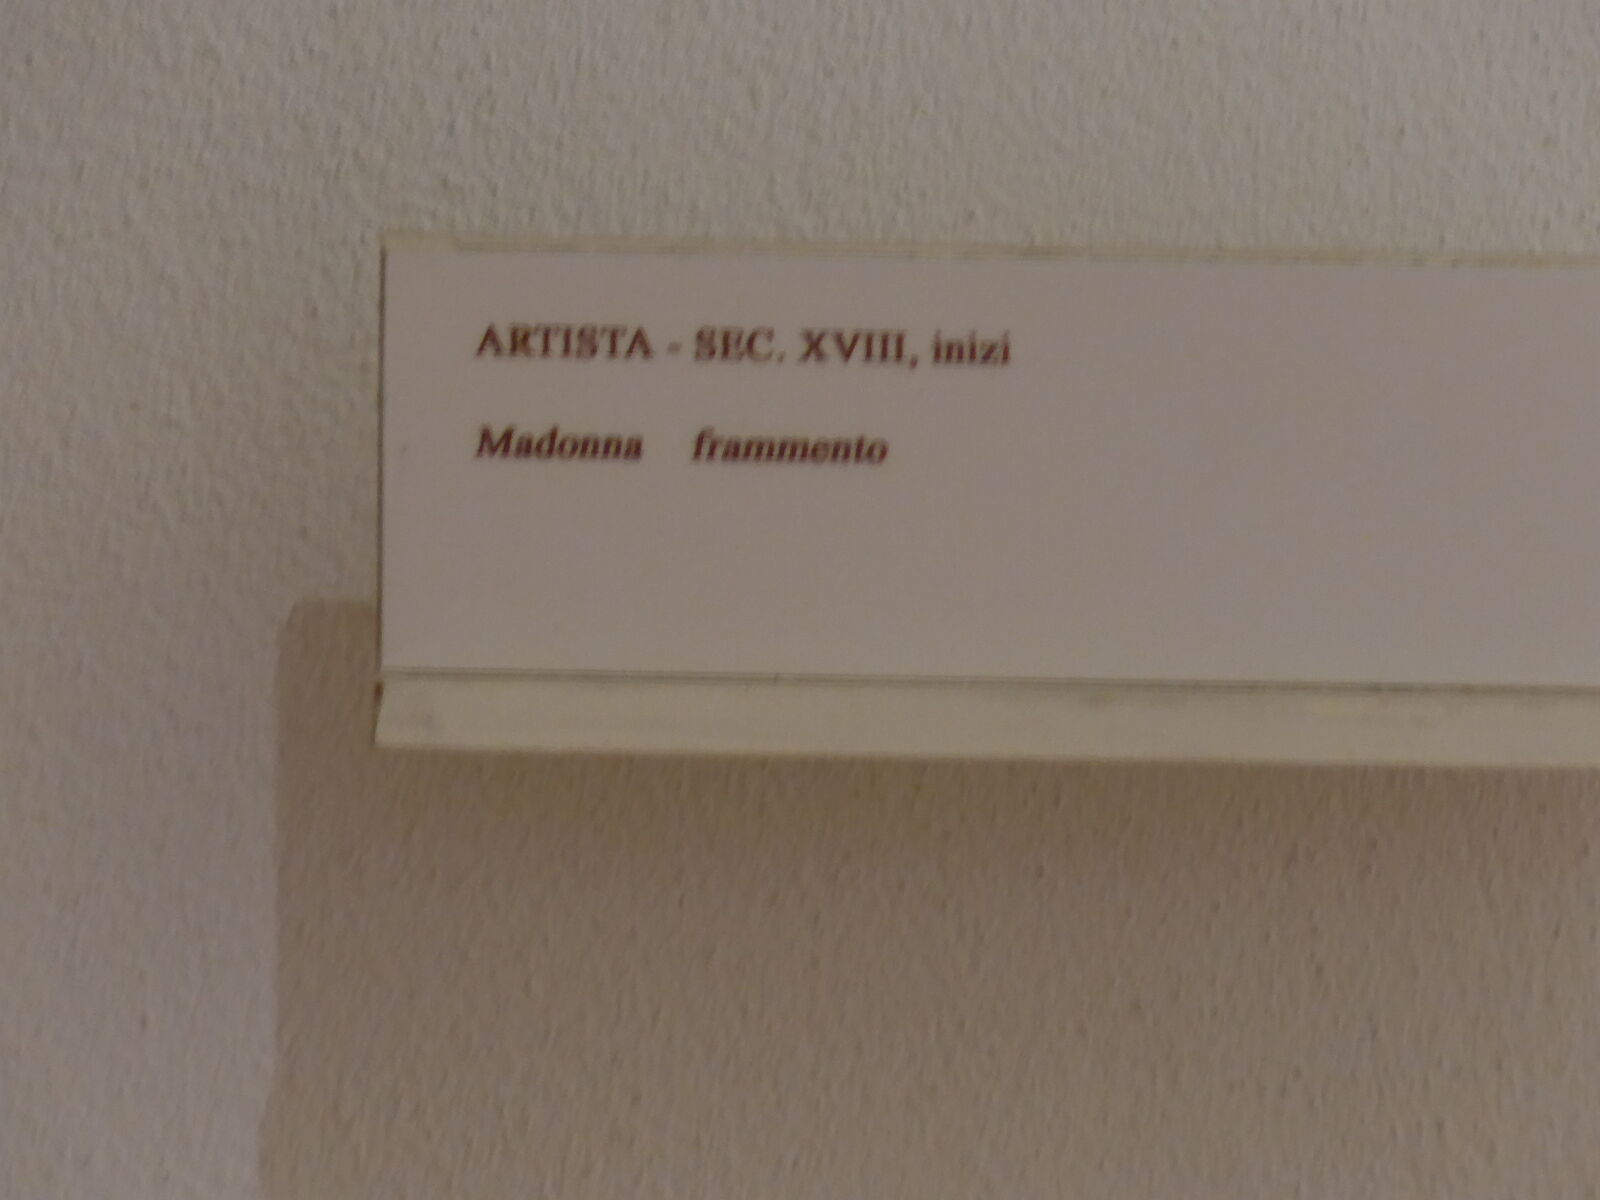 ARTISTA - SEC. XVIII, inizi
Madonna frammento